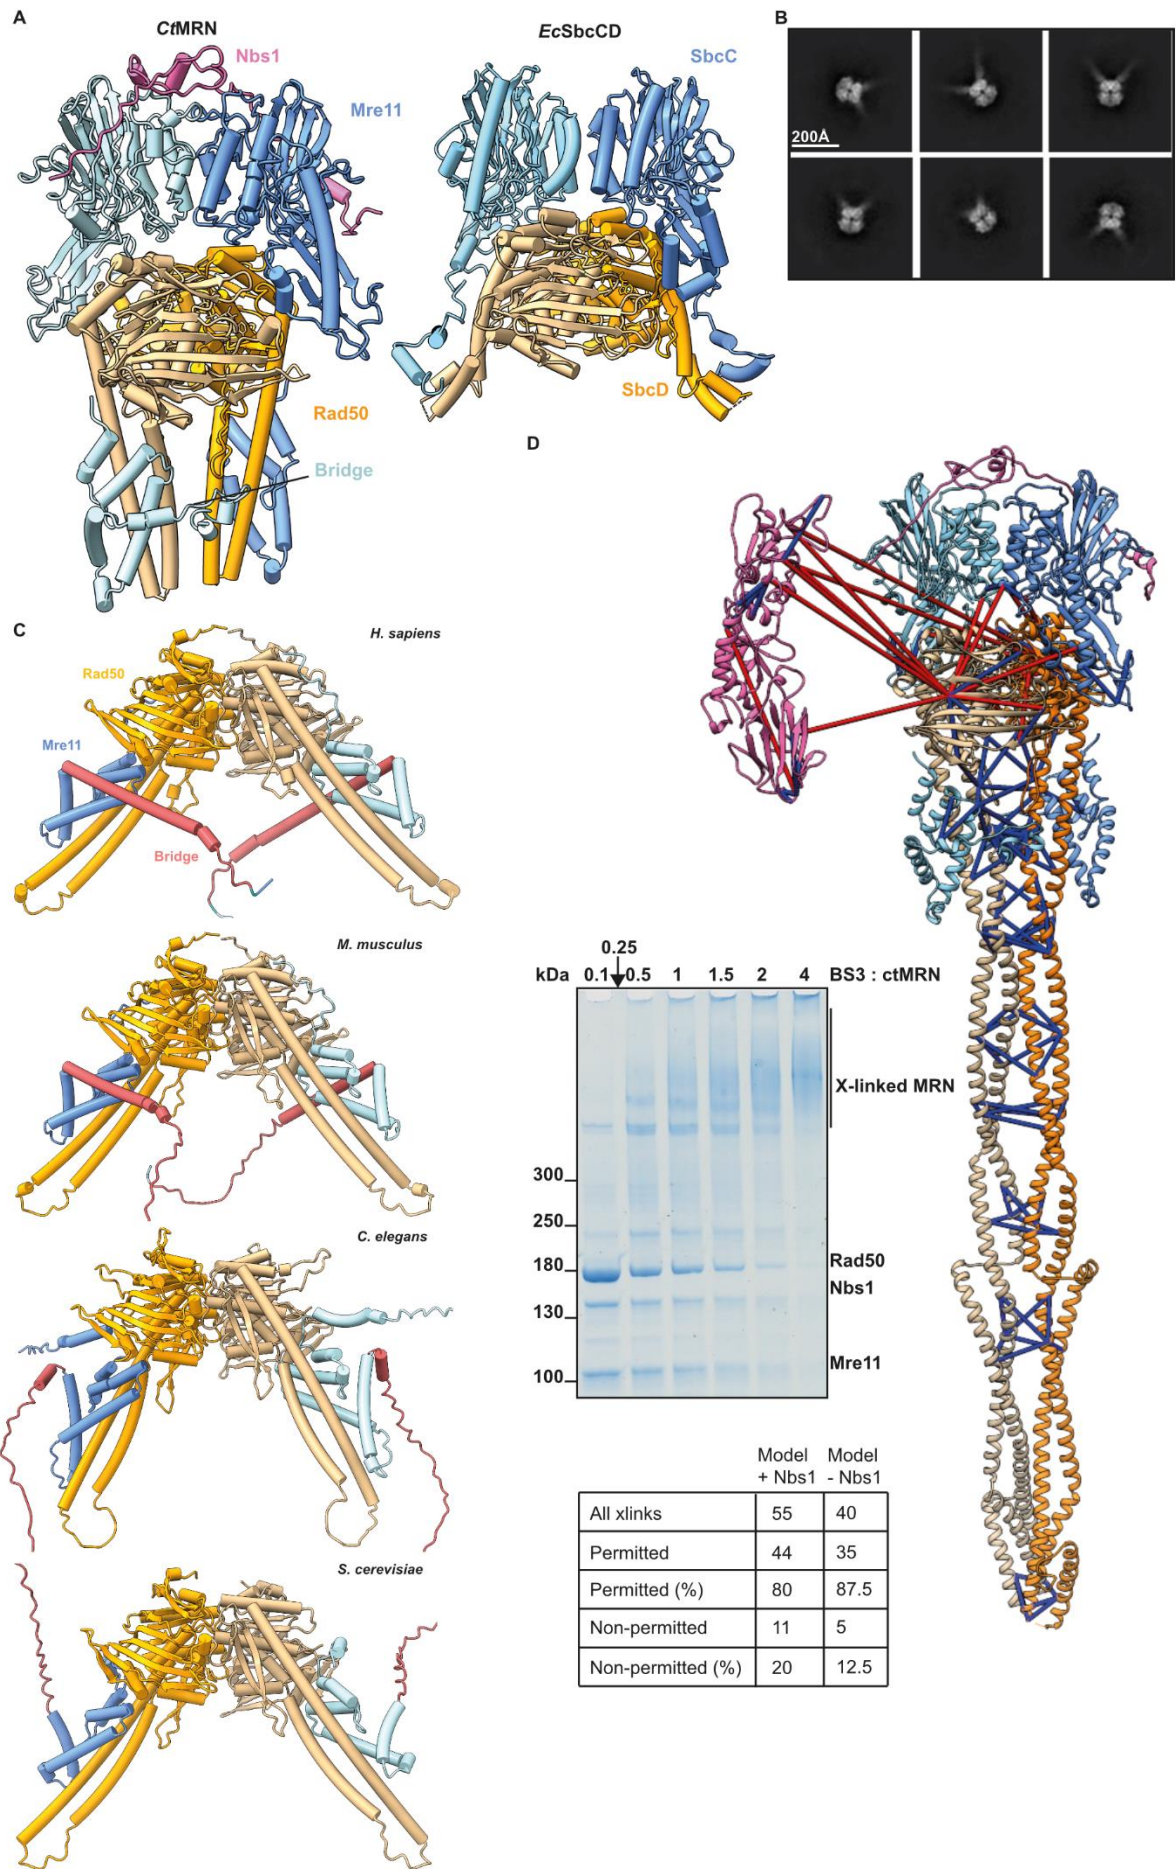 A
CtMRN
EcSbcCD
Nbs1
SbcC
Mre11
Rad50
SbcD
Bridge
B
200Å
C
H. sapiens
Rad50
Mre11
Bridge
M. musculus
C. elegans
S. cerevisiae
D
0.25
kDa 0.1 0.5 1 1.5 2 4 BS3 : ctMRN
X-linked MRN
300
250
180
130
100
Rad50
Nbs1
Mre11
Model + Nbs1 Model - Nbs1
All xlinks 55 40
Permitted 44 35
Permitted (%) 80 87.5
Non-permitted 11 5
Non-permitted (%) 20 12.5